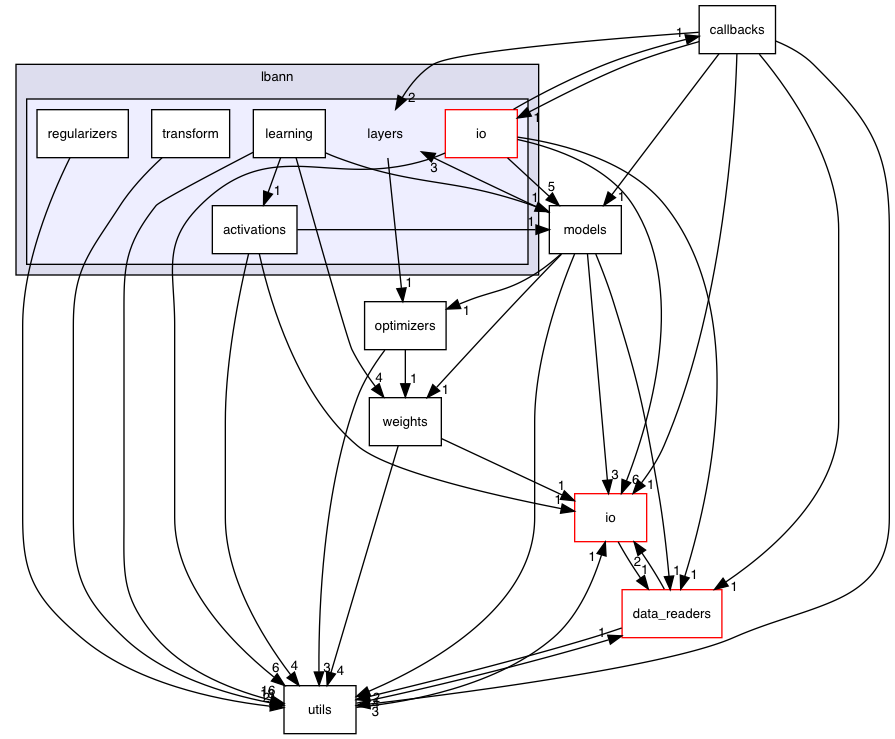 callbacks
1
lbann
2
1
regularizers
transform
learning
layers
io
3
5
1
1
1
activations
1
models
1
1
optimizers
4
1
1
weights
1
1
3
6
1
io
1
2
1
1
1
1
data_readers
1
6
4
3
4
2
3
utils